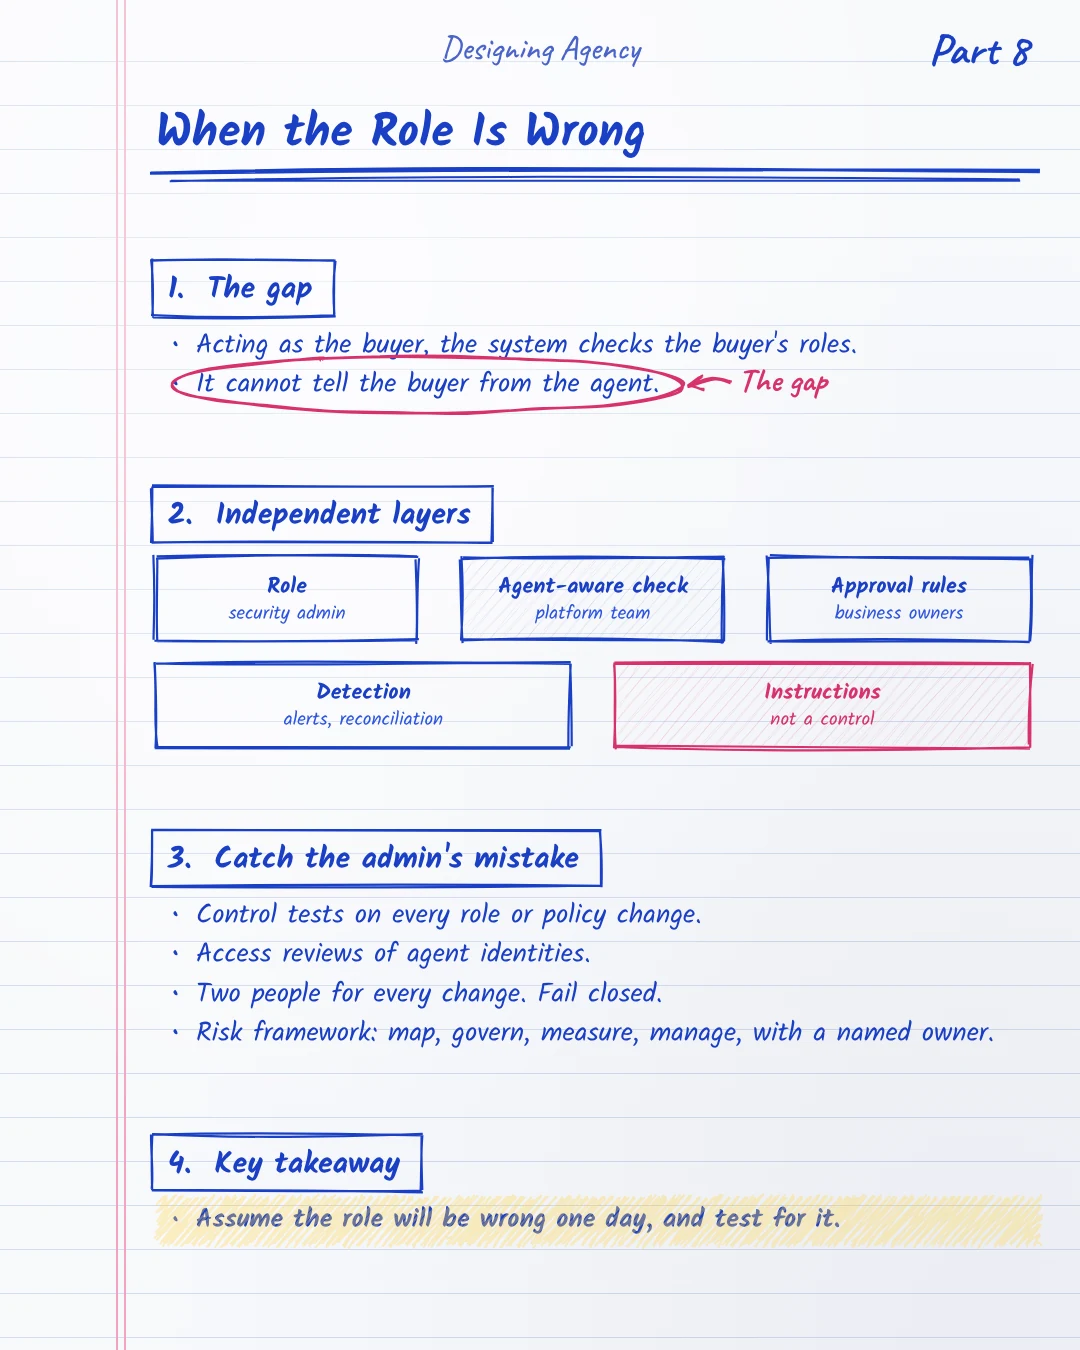 Designing Agency
Part 8
When the Role Is Wrong
1. The gap
· Acting as the buyer, the system checks the buyer's roles.
· It cannot tell the buyer from the agent.
The gap
2. Independent layers
Role
security admin
Agent-aware check
platform team
Approval rules
business owners
Detection
alerts, reconciliation
Instructions
not a control
3. Catch the admin's mistake
· Control tests on every role or policy change.
· Access reviews of agent identities.
· Two people for every change. Fail closed.
· Risk framework: map, govern, measure, manage, with a named owner.
4. Key takeaway
· Assume the role will be wrong one day, and test for it.